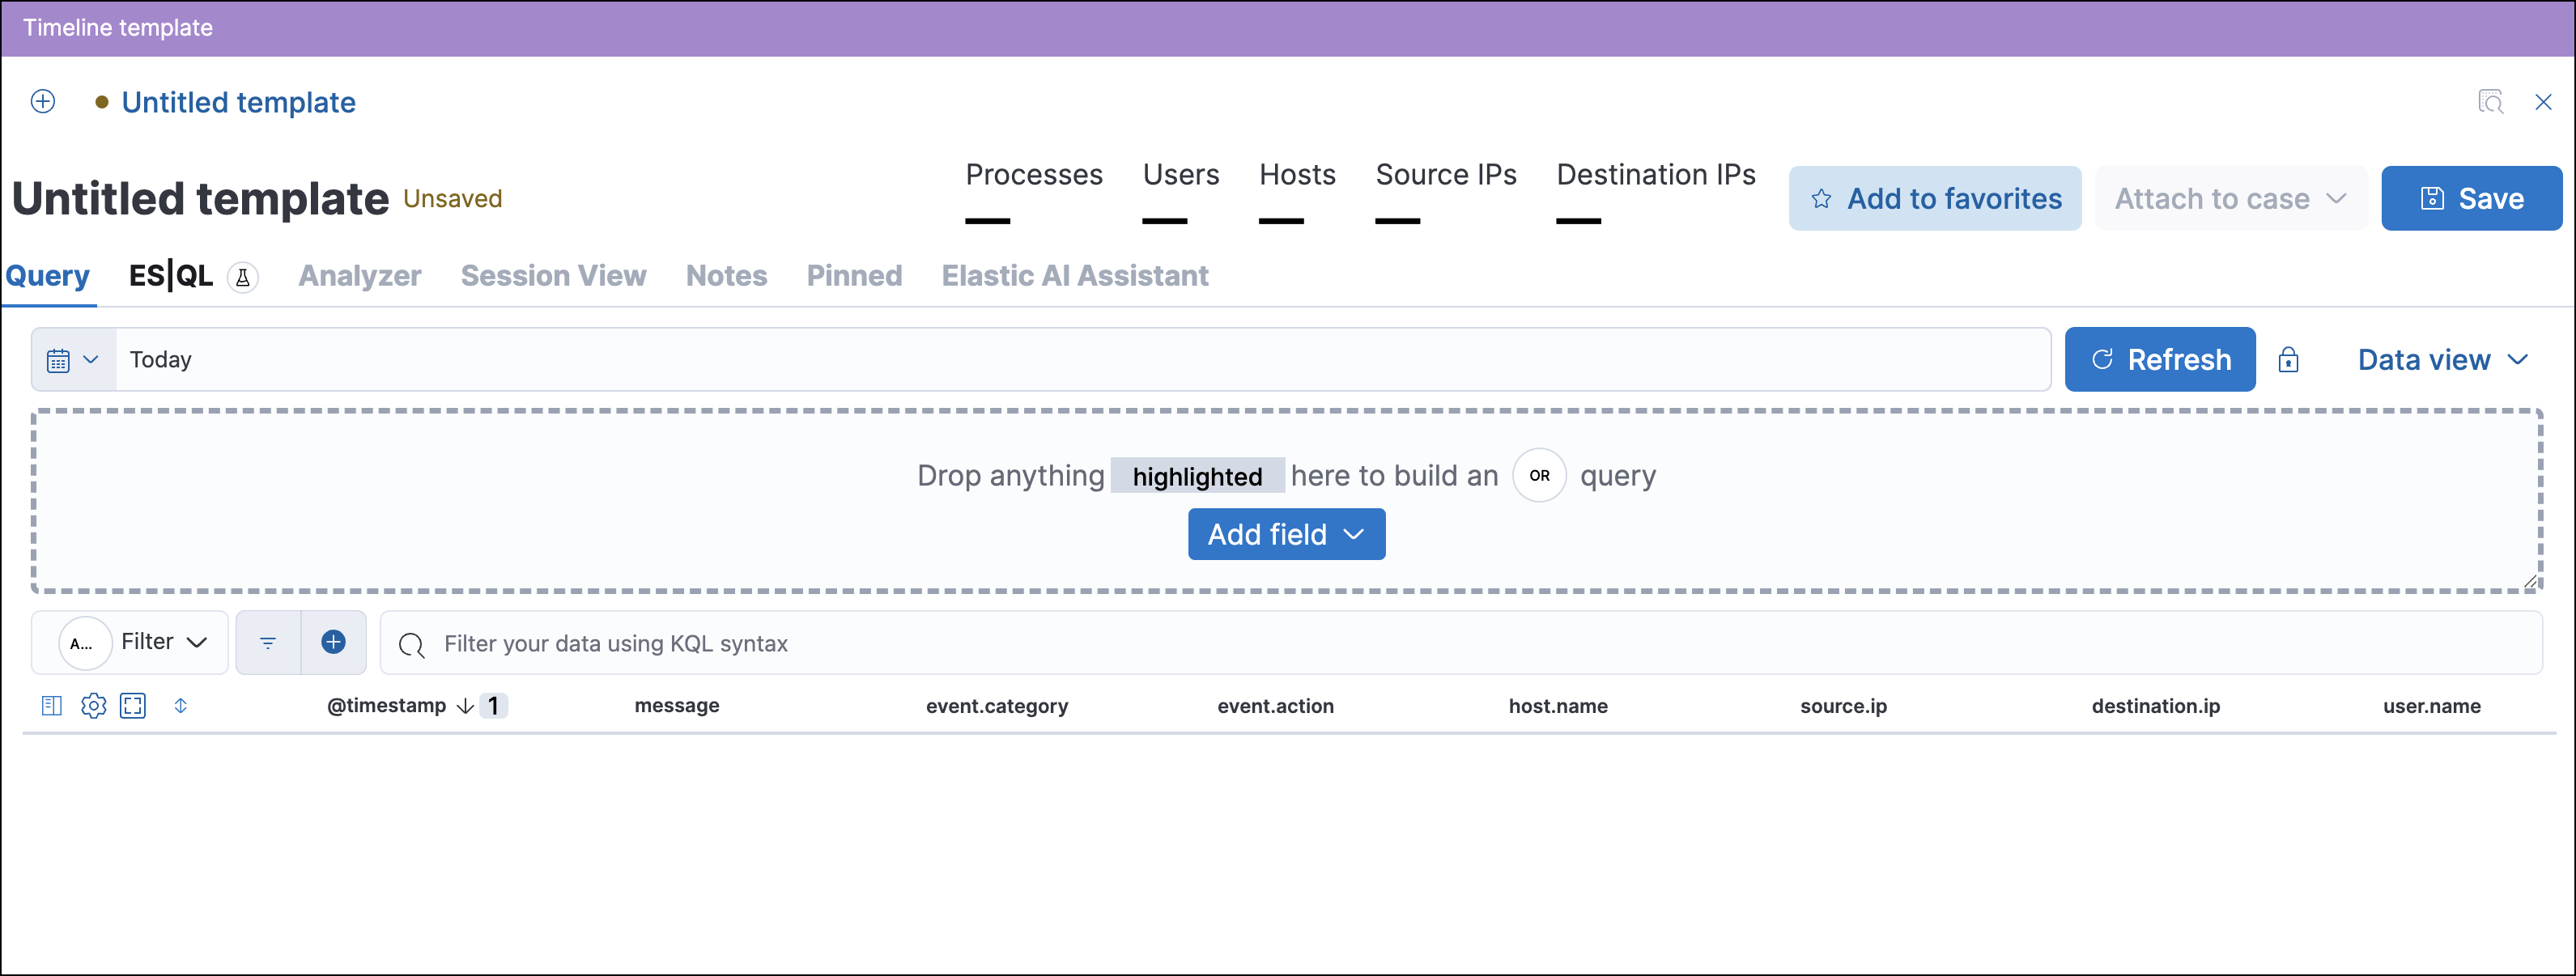 Timeline template
Untitled template
Untitled template Unsaved
Processes Users Hosts Source IPs Destination IPs
Add to favorites Attach to case Save
Query ES|QL Analyzer Session View Notes Pinned Elastic AI Assistant
Today Refresh Data view
Drop anything highlighted here to build an OR query
Add field
A... Filter Filter your data using KQL syntax
@timestamp 1 message event.category event.action host.name source.ip destination.ip user.name